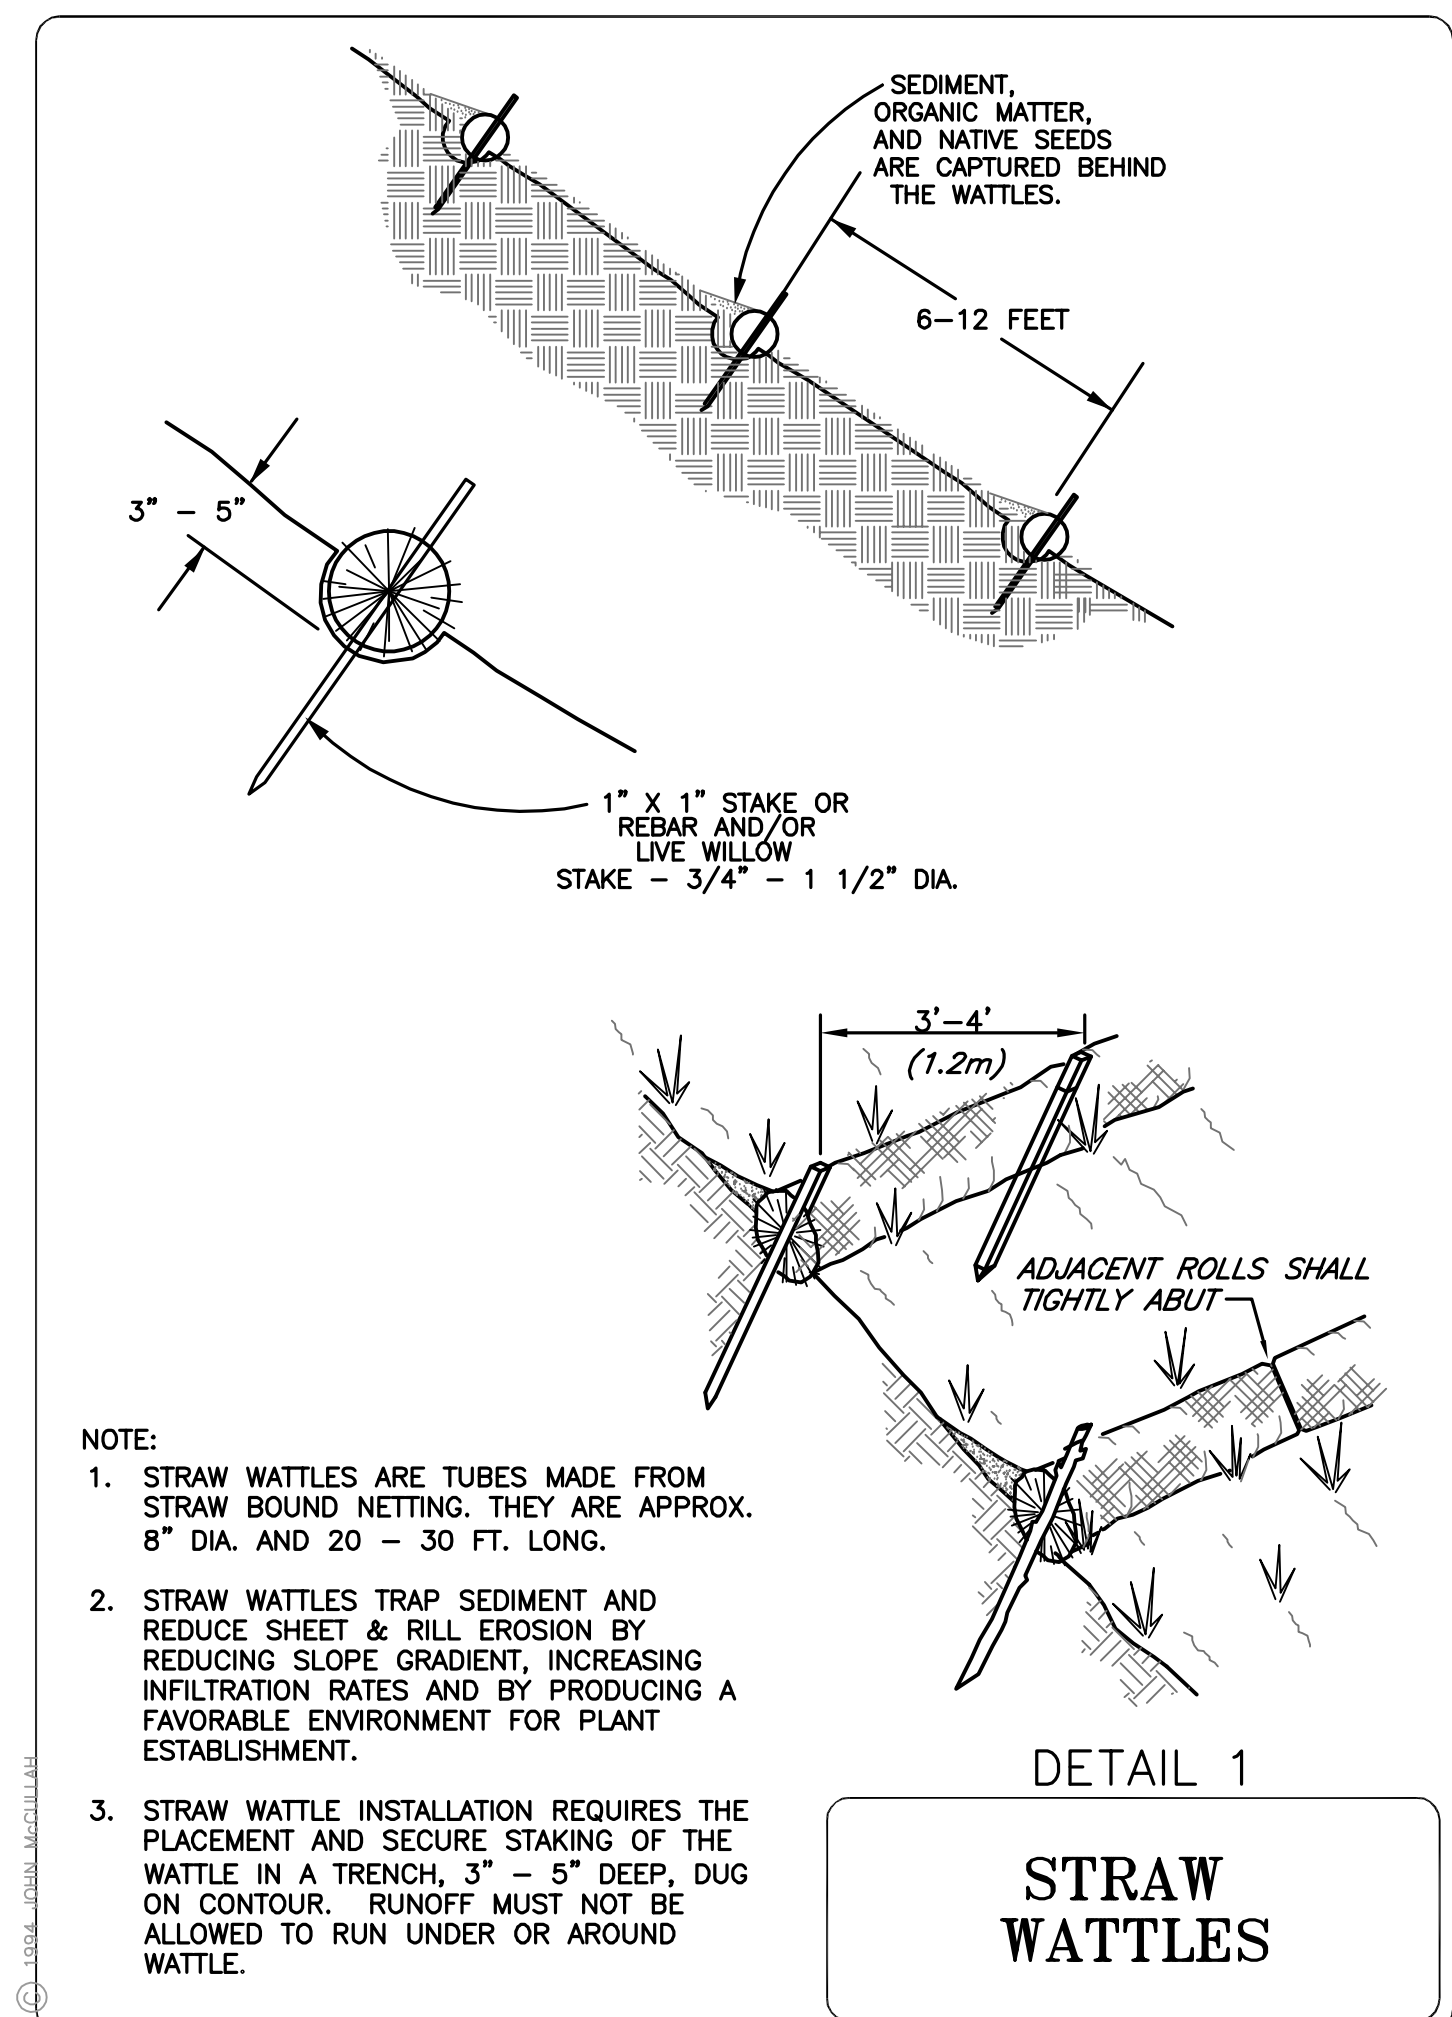 SEDIMENT,
ORGANIC MATTER,
AND NATIVE SEEDS
ARE CAPTURED BEHIND
THE WATTLES.
6-12 FEET
3" - 5"
1" X 1" STAKE OR
REBAR AND/OR
LIVE WILLOW
STAKE - 3/4" - 1 1/2" DIA.
3'-4'
(1.2m)
ADJACENT ROLLS SHALL
TIGHTLY ABUT
NOTE:
1. STRAW WATTLES ARE TUBES MADE FROM
STRAW BOUND NETTING. THEY ARE APPROX.
8" DIA. AND 20 - 30 FT. LONG.
2. STRAW WATTLES TRAP SEDIMENT AND
REDUCE SHEET & RILL EROSION BY
REDUCING SLOPE GRADIENT, INCREASING
INFILTRATION RATES AND BY PRODUCING A
FAVORABLE ENVIRONMENT FOR PLANT
ESTABLISHMENT.
3. STRAW WATTLE INSTALLATION REQUIRES THE
PLACEMENT AND SECURE STAKING OF THE
WATTLE IN A TRENCH, 3" - 5" DEEP, DUG
ON CONTOUR. RUNOFF MUST NOT BE
ALLOWED TO RUN UNDER OR AROUND
WATTLE.
© 1994 JOHN McCULLAH
DETAIL 1
STRAW
WATTLES